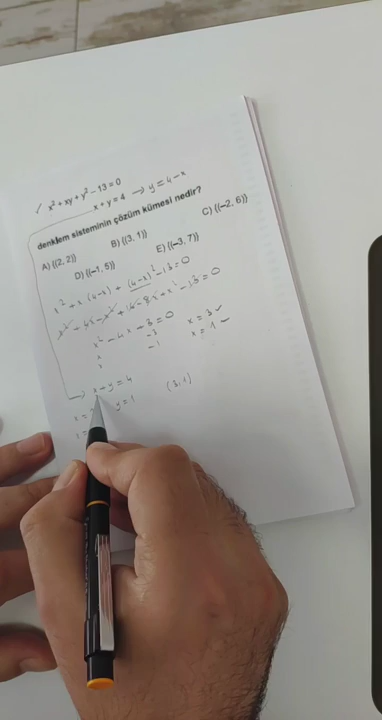 ✓ x² + xy + y² – 13 = 0
x + y = 4 → y = 4 – x
denklem sisteminin çözüm kümesi nedir?
A) {(2, 2)} B) {(3, 1)} C) {(–2, 6)}
D) {(–1, 5)} E) {(–3, 7)}
x² + x(4-x) + (4-x)² - 13 = 0
x² + 4x - x² + 16 - 8x + x² - 13 = 0
x² - 4x + 3 = 0 x = 3 ✓
x -3 x = 1 ✓
x -1
→ x + y = 4 (3,1)
x = y = 1
x =